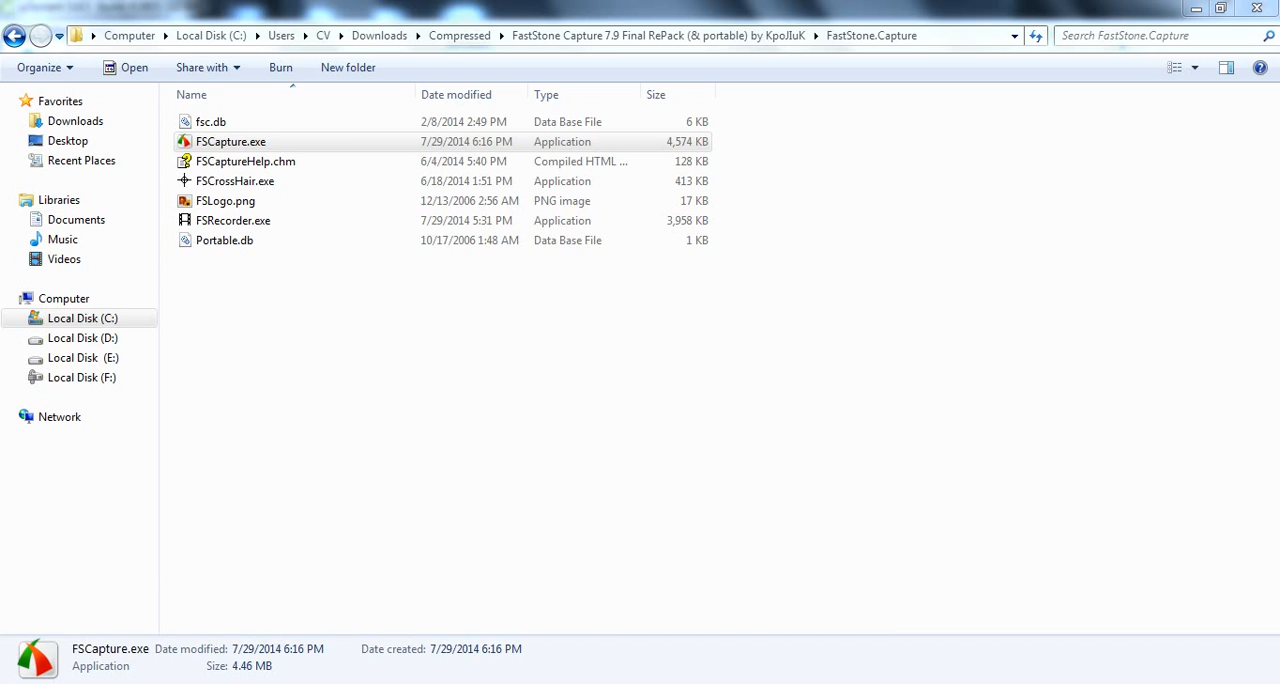 Computer Local Disk (C:) Users CV Downloads Compressed FastStone Capture 7.9 Final RePack (& portable) by KpoJIuK FastStone.Capture Search FastStone.Capture
Organize Open Share with Burn New folder
Name Date modified Type Size
Favorites
Downloads
Desktop
Recent Places
Libraries
Documents
Music
Videos
Computer
Local Disk (C:)
Local Disk (D:)
Local Disk (E:)
Local Disk (F:)
Network
fsc.db 2/8/2014 2:49 PM Data Base File 6 KB
FSCapture.exe 7/29/2014 6:16 PM Application 4,574 KB
FSCaptureHelp.chm 6/4/2014 5:40 PM Compiled HTML ... 128 KB
FSCrossHair.exe 6/18/2014 1:51 PM Application 413 KB
FSLogo.png 12/13/2006 2:56 AM PNG image 17 KB
FSRecorder.exe 7/29/2014 5:31 PM Application 3,958 KB
Portable.db 10/17/2006 1:48 AM Data Base File 1 KB
FSCapture.exe Date modified: 7/29/2014 6:16 PM Date created: 7/29/2014 6:16 PM
Application Size: 4.46 MB